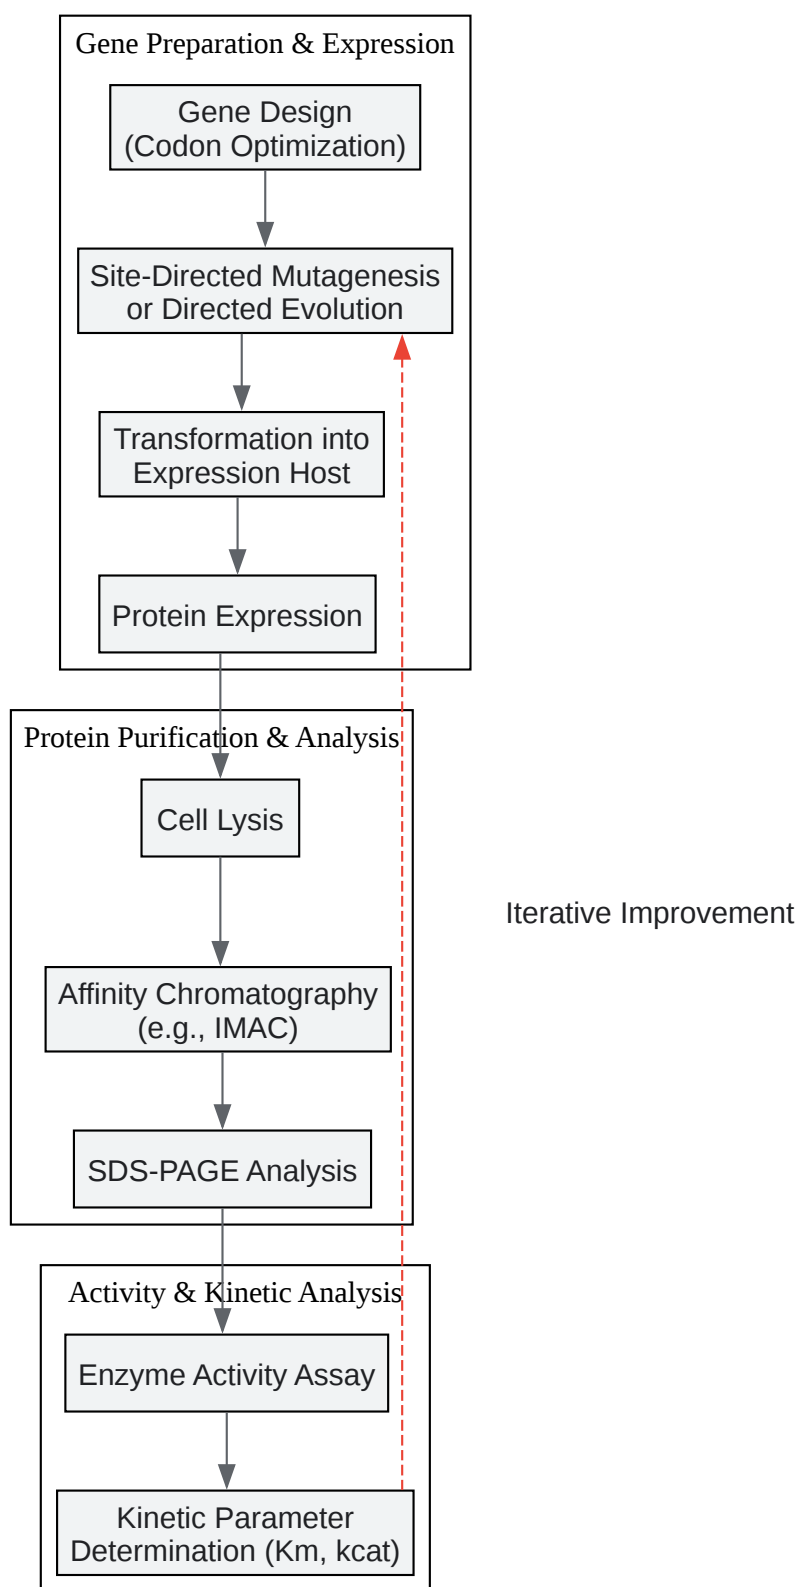 Gene Preparation & Expression
Gene Design
(Codon Optimization)
Site-Directed Mutagenesis
or Directed Evolution
Transformation into
Expression Host
Protein Expression
Protein Purification & Analysis
Cell Lysis
Iterative Improvement
Affinity Chromatography
(e.g., IMAC)
SDS-PAGE Analysis
Activity & Kinetic Analysis
Enzyme Activity Assay
Kinetic Parameter
Determination (Km, kcat)